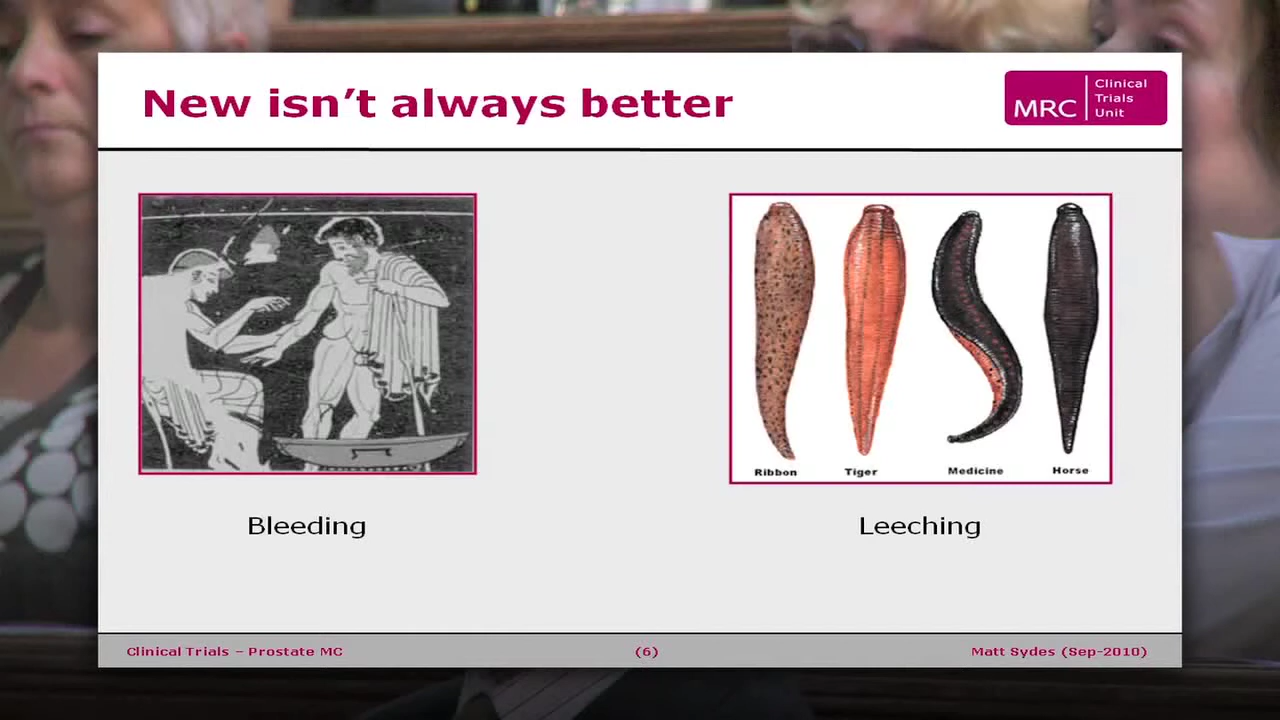 New isn’t always better
MRC
Clinical
Trials
Unit
Ribbon Tiger Medicine Horse
Bleeding
Leeching
Clinical Trials – Prostate MC (6) Matt Sydes (Sep-2010)